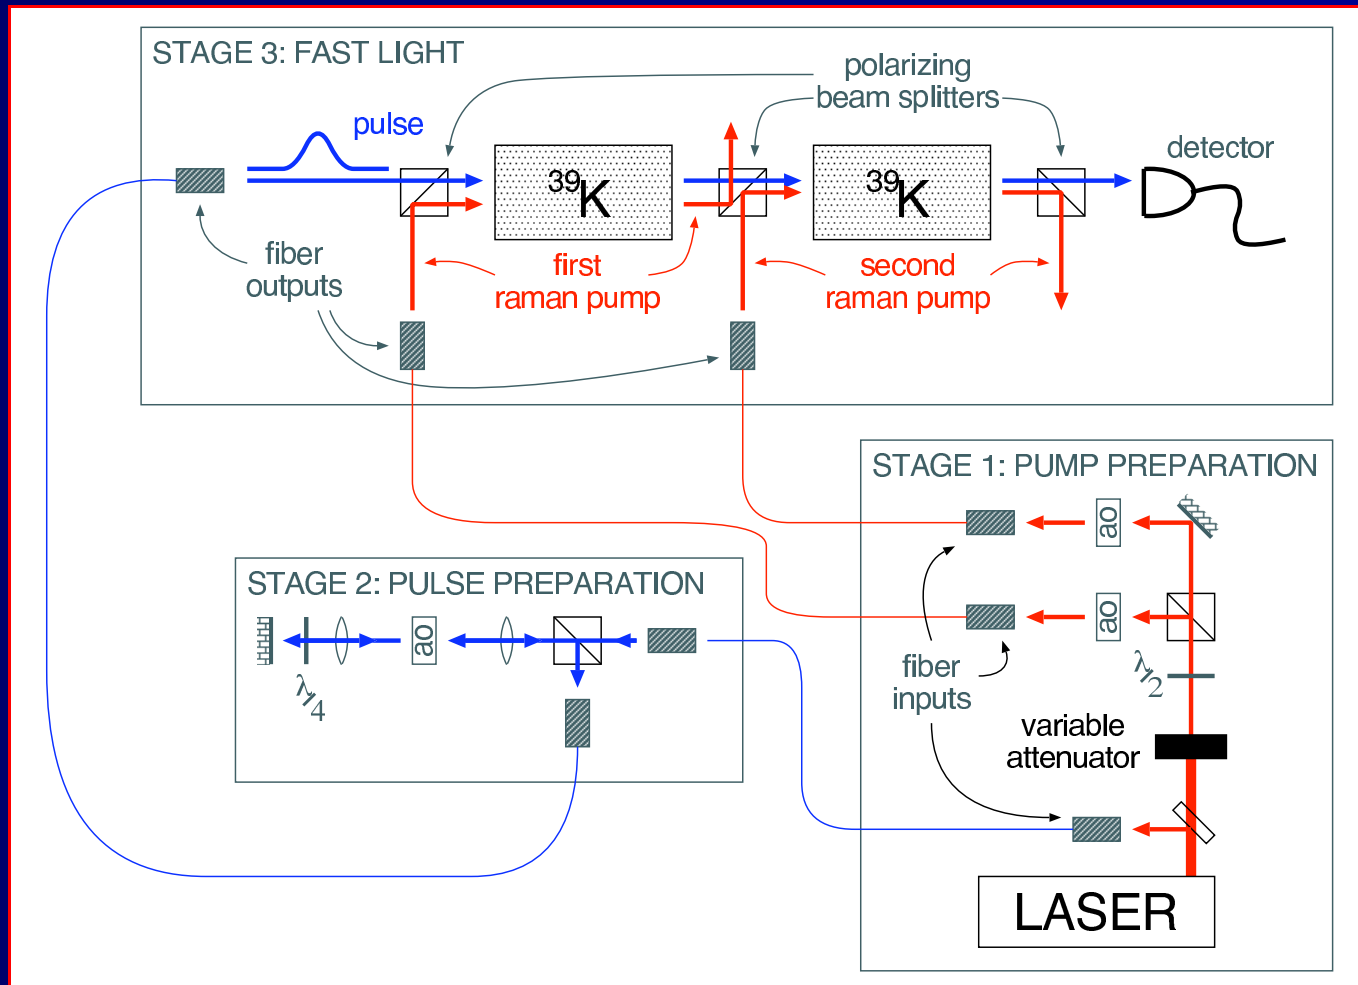 STAGE 3: FAST LIGHT
polarizing
beam splitters
pulse
detector
39K
39K
fiber
outputs
first
raman pump
second
raman pump
STAGE 1: PUMP PREPARATION
ao
STAGE 2: PULSE PREPARATION
ao
ao
λ/4
fiber
inputs
λ/2
variable
attenuator
LASER